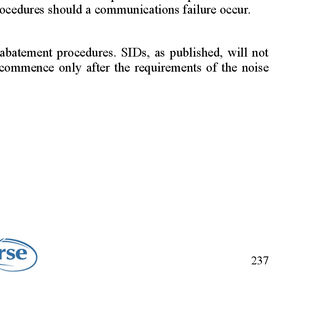 ocedures should a communications failure occur.
abatement procedures. SIDs, as published, will not
commence only after the requirements of the noise
rse
237